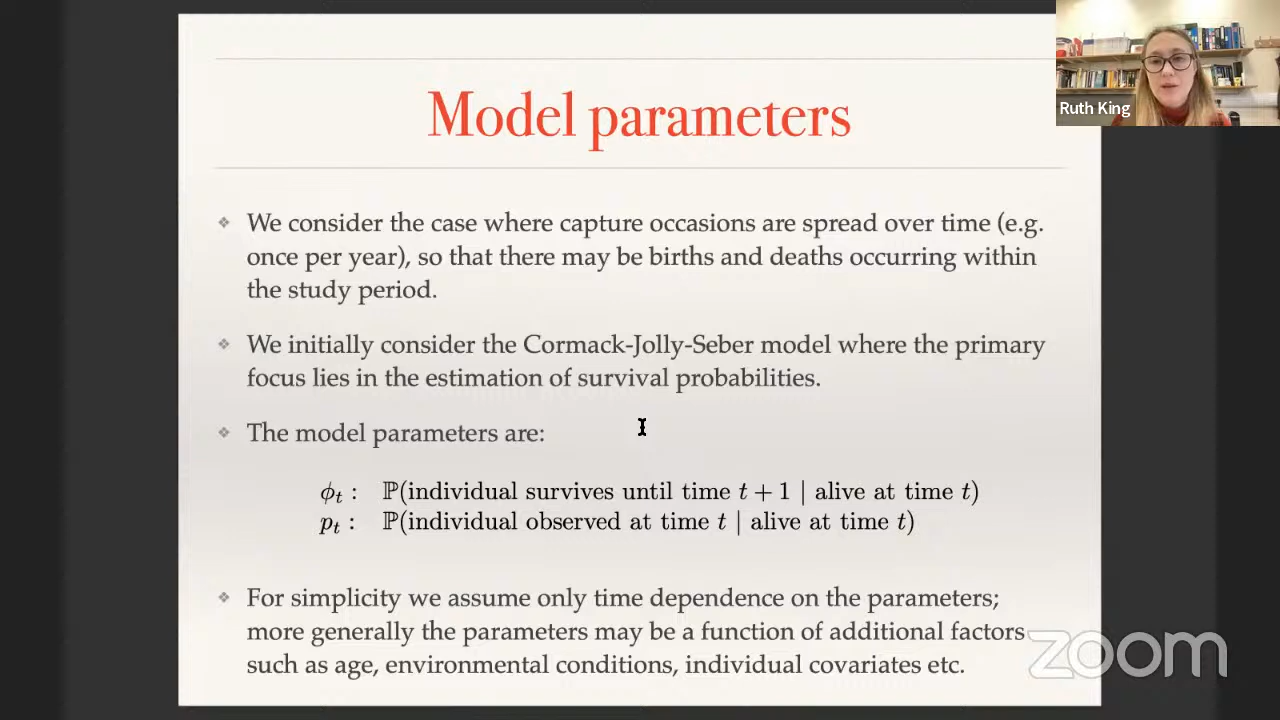 Model parameters
Ruth King
❖ We consider the case where capture occasions are spread over time (e.g.
once per year), so that there may be births and deaths occurring within
the study period.
❖ We initially consider the Cormack-Jolly-Seber model where the primary
focus lies in the estimation of survival probabilities.
❖ The model parameters are:
ϕₜ : ℙ(individual survives until time t + 1 | alive at time t)
pₜ : ℙ(individual observed at time t | alive at time t)
❖ For simplicity we assume only time dependence on the parameters;
more generally the parameters may be a function of additional factors
such as age, environmental conditions, individual covariates etc.
zoom